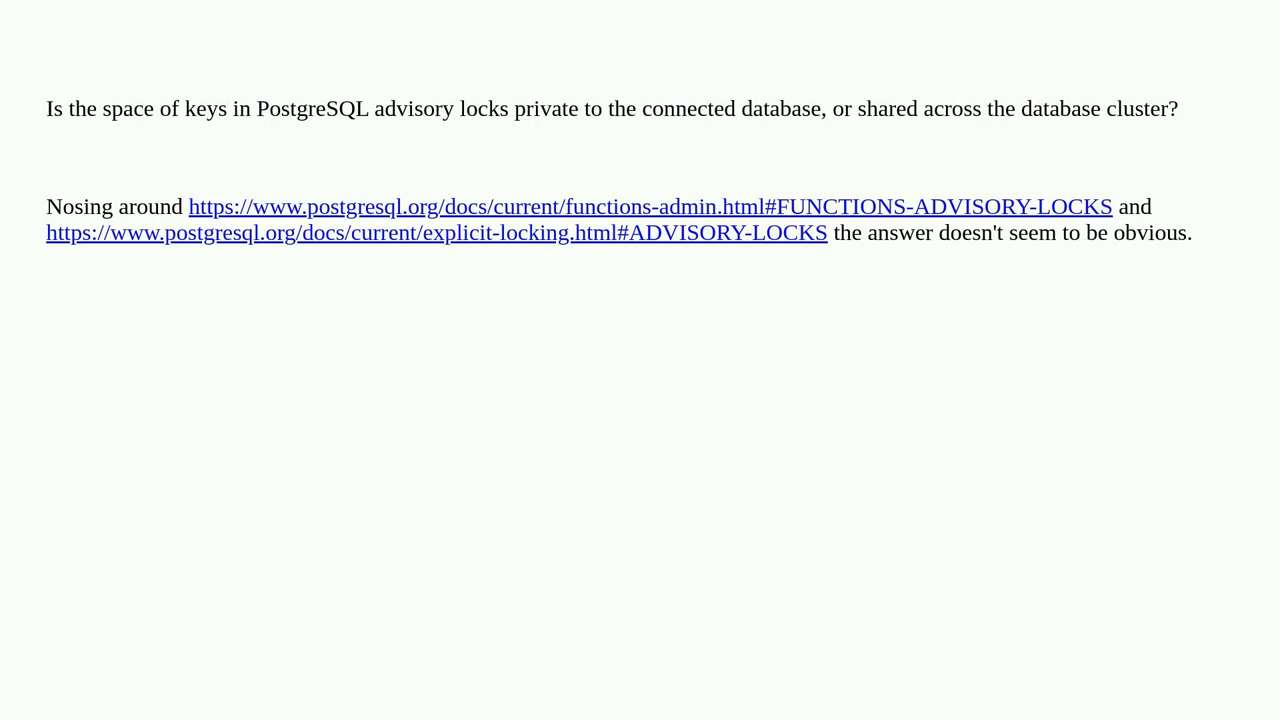 Is the space of keys in PostgreSQL advisory locks private to the connected database, or shared across the database cluster?
Nosing around https://www.postgresql.org/docs/current/functions-admin.html#FUNCTIONS-ADVISORY-LOCKS and
https://www.postgresql.org/docs/current/explicit-locking.html#ADVISORY-LOCKS the answer doesn't seem to be obvious.